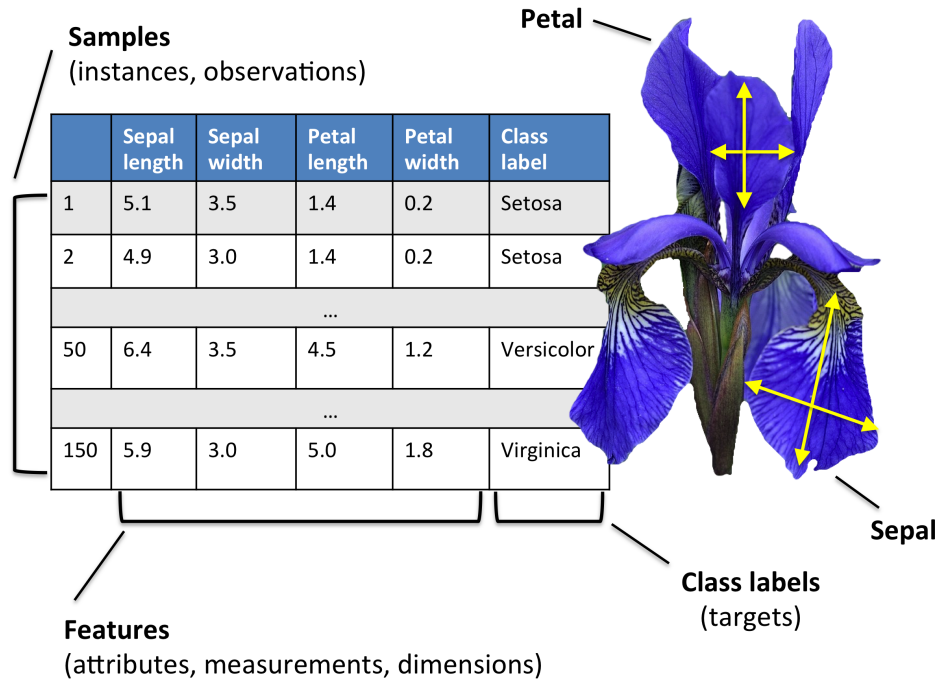 Petal
Samples
(instances, observations)
Sepal length Sepal width Petal length Petal width Class label
1 5.1 3.5 1.4 0.2 Setosa
2 4.9 3.0 1.4 0.2 Setosa
...
50 6.4 3.5 4.5 1.2 Versicolor
...
150 5.9 3.0 5.0 1.8 Virginica
Sepal
Class labels
(targets)
Features
(attributes, measurements, dimensions)